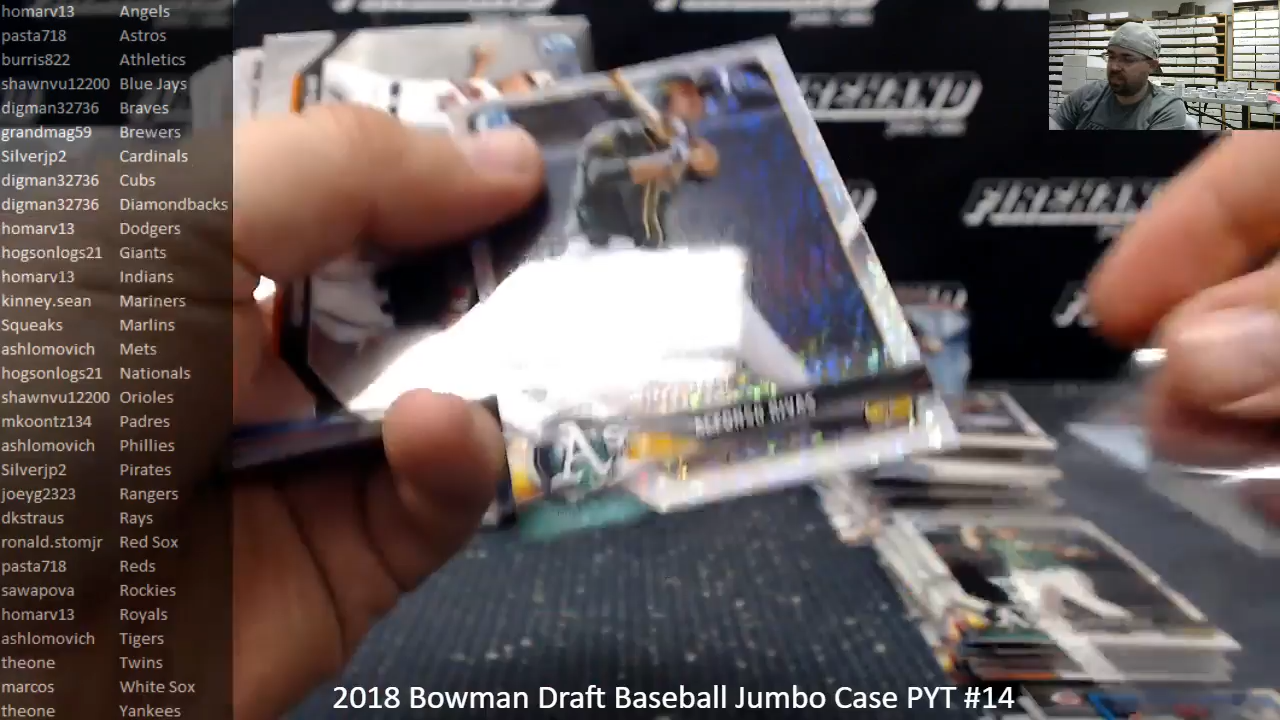 homarv13 Angels
pasta718 Astros
burris822 Athletics
shawnvu12200 Blue Jays
digman32736 Braves
grandmag59 Brewers
Silverjp2 Cardinals
digman32736 Cubs
digman32736 Diamondbacks
homarv13 Dodgers
hogsonlogs21 Giants
homarv13 Indians
kinney.sean Mariners
Squeaks Marlins
ashlomovich Mets
hogsonlogs21 Nationals
shawnvu12200 Orioles
mkoontz134 Padres
ashlomovich Phillies
Silverjp2 Pirates
joeyg2323 Rangers
dkstraus Rays
ronald.stomjr Red Sox
pasta718 Reds
sawapova Rockies
homarv13 Royals
ashlomovich Tigers
theone Twins
marcos White Sox
theone Yankees
FIREHAND
FIREHAND
ALFONSO RIVAS
A's
2018 Bowman Draft Baseball Jumbo Case PYT #14